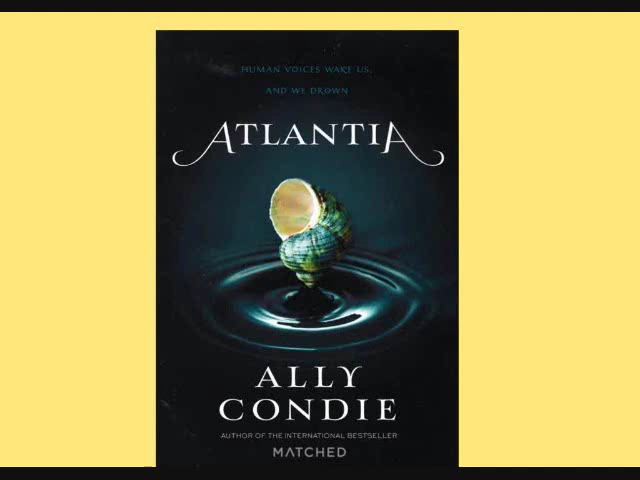 HUMAN VOICES WAKE US,
AND WE DROWN
ATLANTIA
ALLY
CONDIE
AUTHOR OF THE INTERNATIONAL BESTSELLER
MATCHED